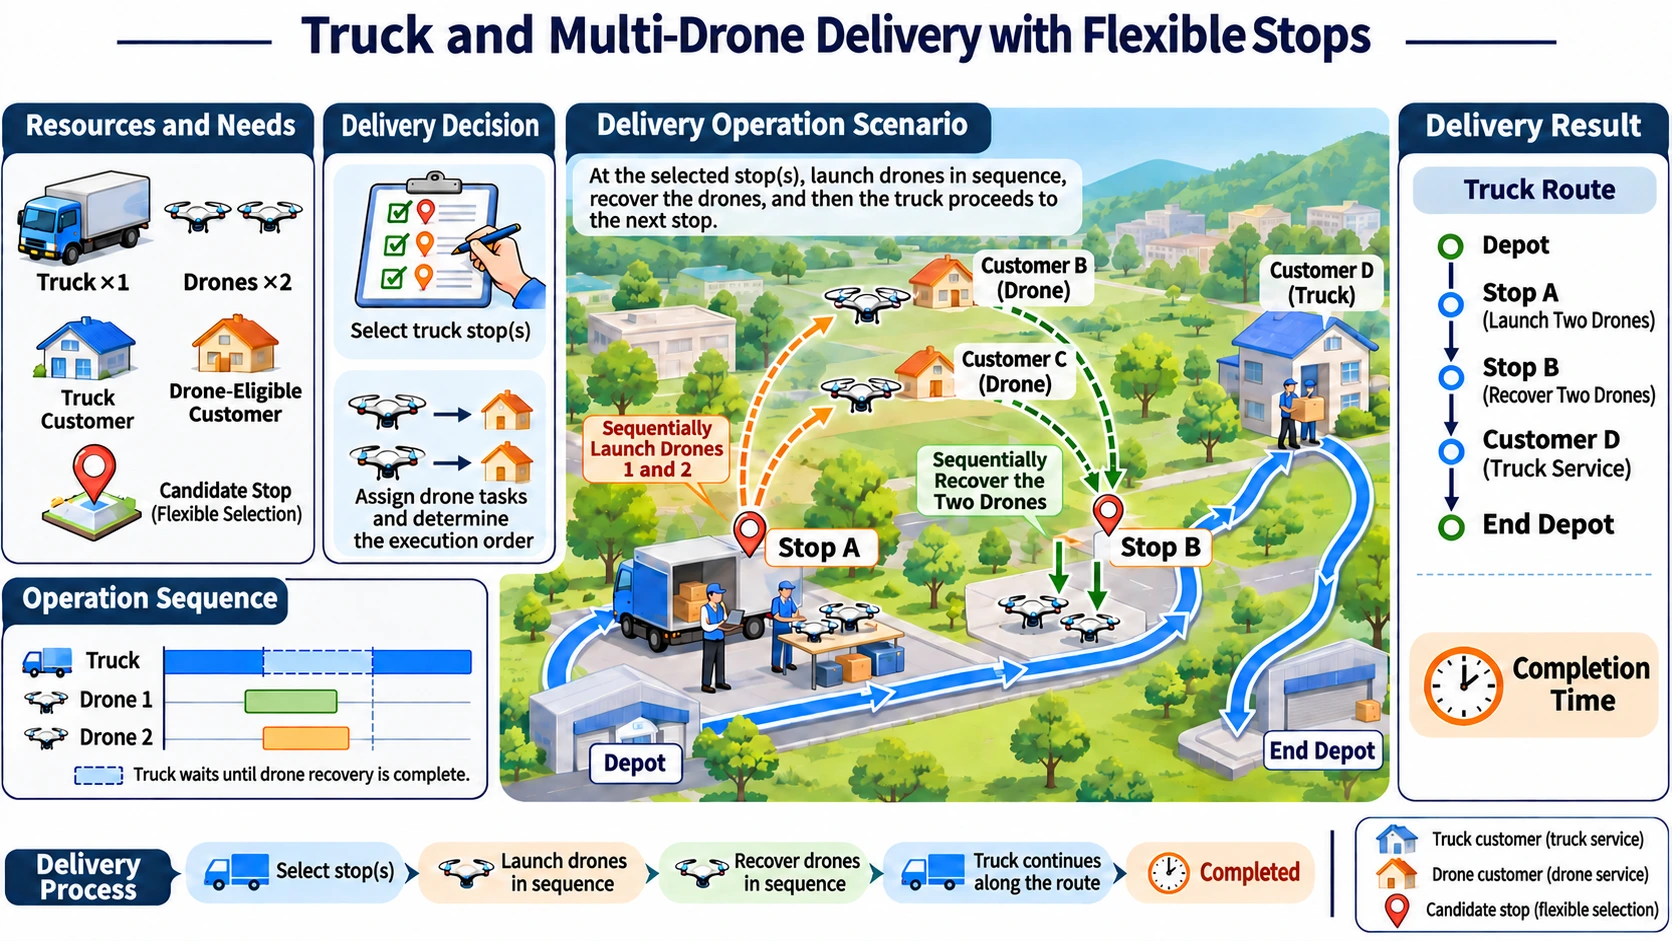 Truck and Multi-Drone Delivery with Flexible Stops
Resources and Needs
Truck ×1
Drones ×2
Truck
Customer
Drone-Eligible
Customer
Candidate Stop
(Flexible Selection)
Delivery Decision
Select truck stop(s)
Assign drone tasks
and determine
the execution order
Delivery Operation Scenario
At the selected stop(s), launch drones in sequence,
recover the drones, and then the truck proceeds to
the next stop.
Customer B
(Drone)
Customer C
(Drone)
Customer D
(Truck)
Sequentially
Launch Drones
1 and 2
Sequentially
Recover the
Two Drones
Stop A
Stop B
Depot
End Depot
Delivery Result
Truck Route
Depot
Stop A
(Launch Two Drones)
Stop B
(Recover Two Drones)
Customer D
(Truck Service)
End Depot
Completion
Time
Operation Sequence
Truck
Drone 1
Drone 2
Truck waits until drone recovery is complete.
Delivery
Process
Select stop(s)
Launch drones
in sequence
Recover drones
in sequence
Truck continues
along the route
Completed
Truck customer (truck service)
Drone customer (drone service)
Candidate stop (flexible selection)